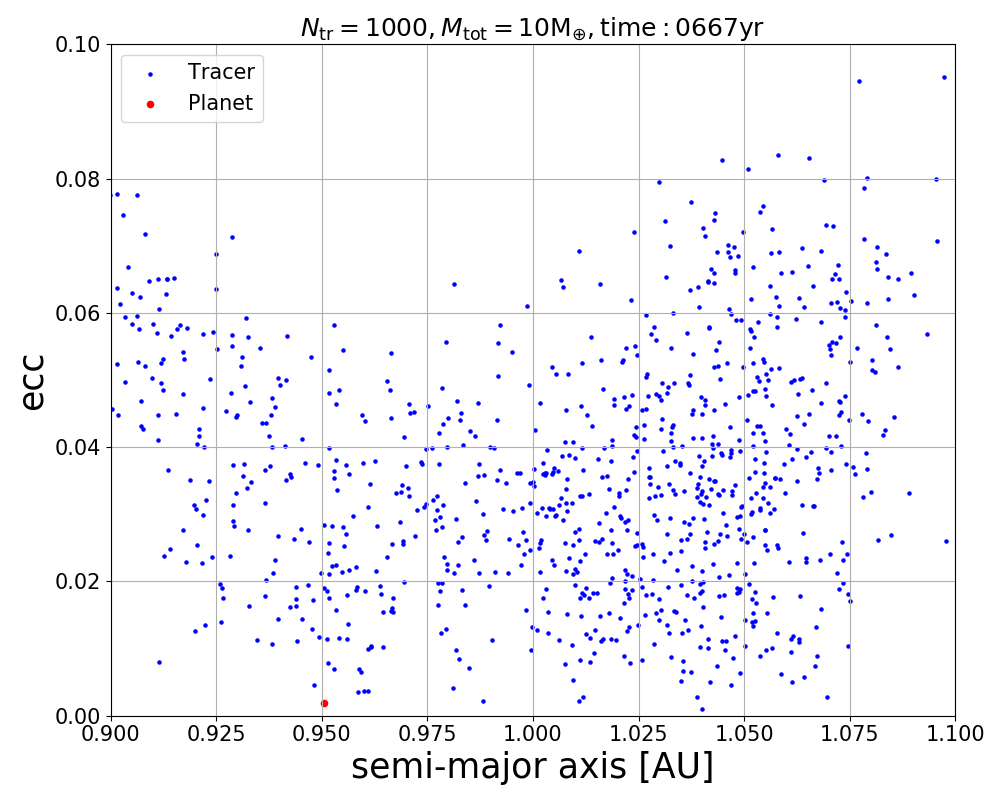 N_tr = 1000, M_tot = 10M_⊕, time : 0667yr
Tracer
Planet
ecc
0.10
0.08
0.06
0.04
0.02
0.00
0.900 0.925 0.950 0.975 1.000 1.025 1.050 1.075 1.100
semi-major axis [AU]